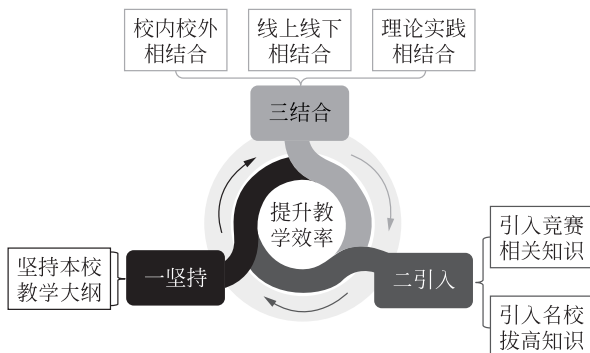 校内校外
相结合
线上线下
相结合
理论实践
相结合
三结合
提升教
学效率
引入竞赛
相关知识
坚持本校
教学大纲
一坚持
二引入
引入名校
拔高知识